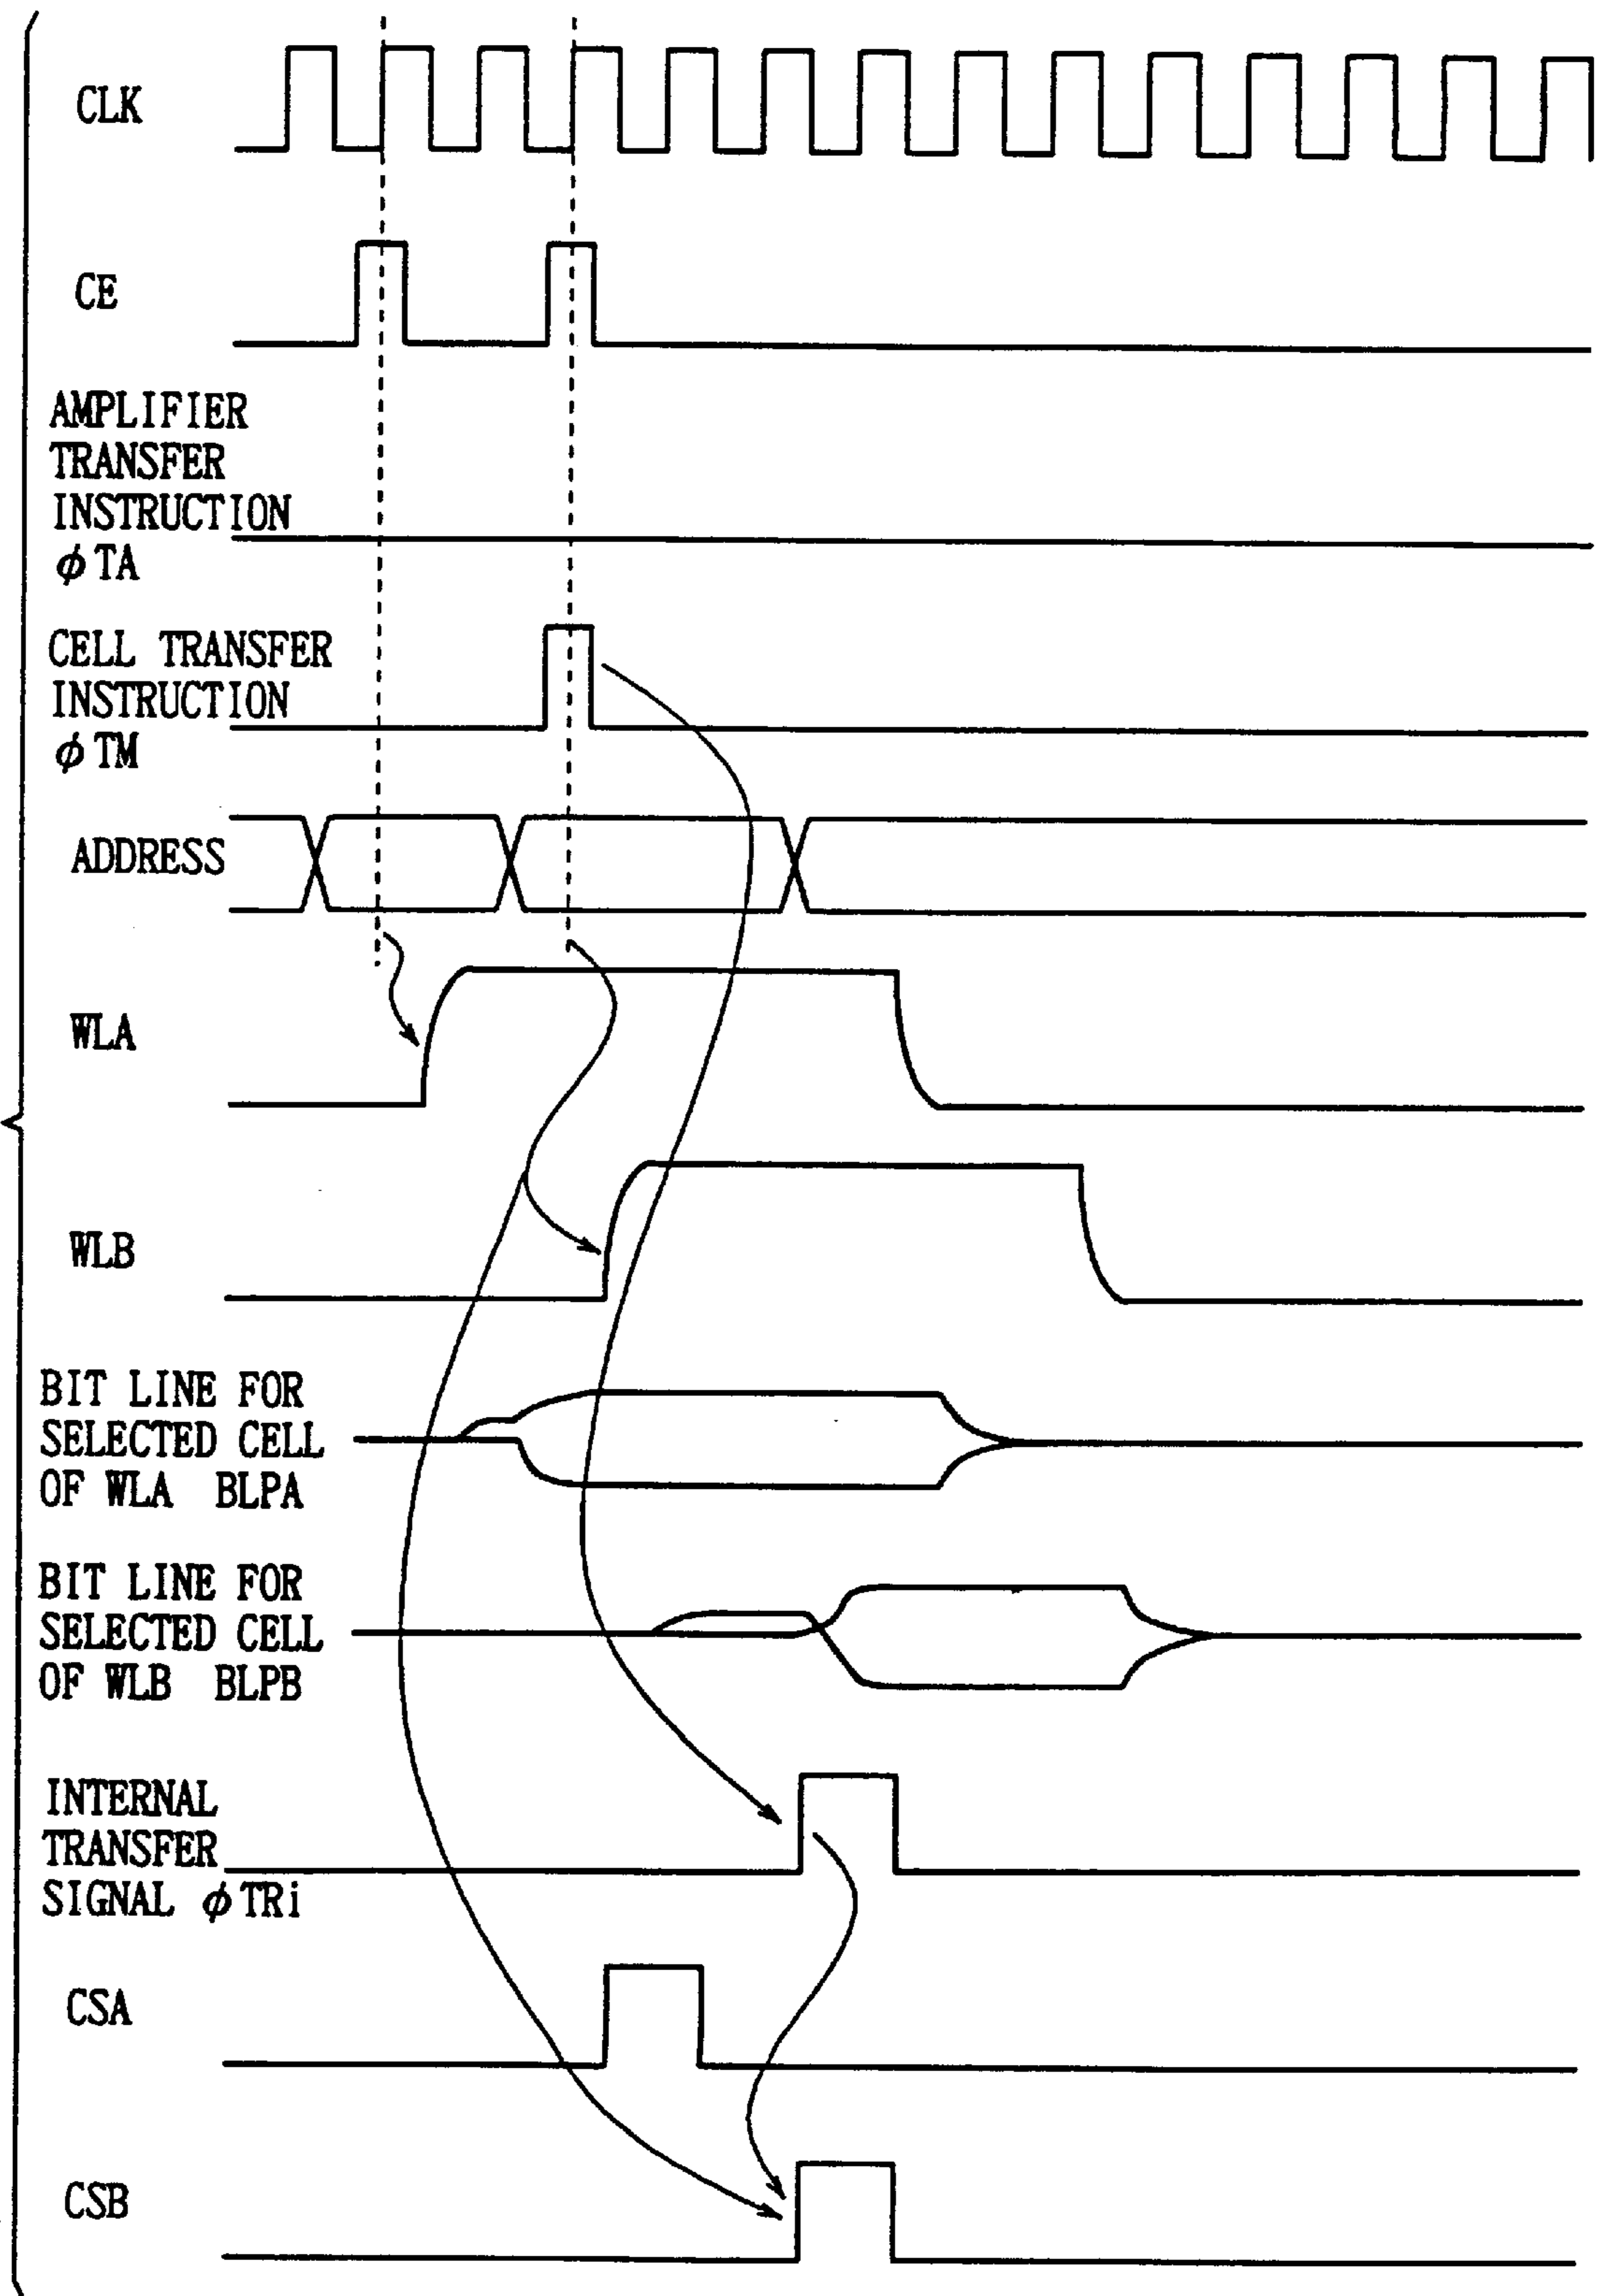 CLK
CE
AMPLIFIER
TRANSFER
INSTRUCTION
ϕTA
CELL TRANSFER
INSTRUCTION
ϕTM
ADDRESS
WLA
WLB
BIT LINE FOR
SELECTED CELL
OF WLA BLPA
BIT LINE FOR
SELECTED CELL
OF WLB BLPB
INTERNAL
TRANSFER
SIGNAL ϕTRi
CSA
CSB